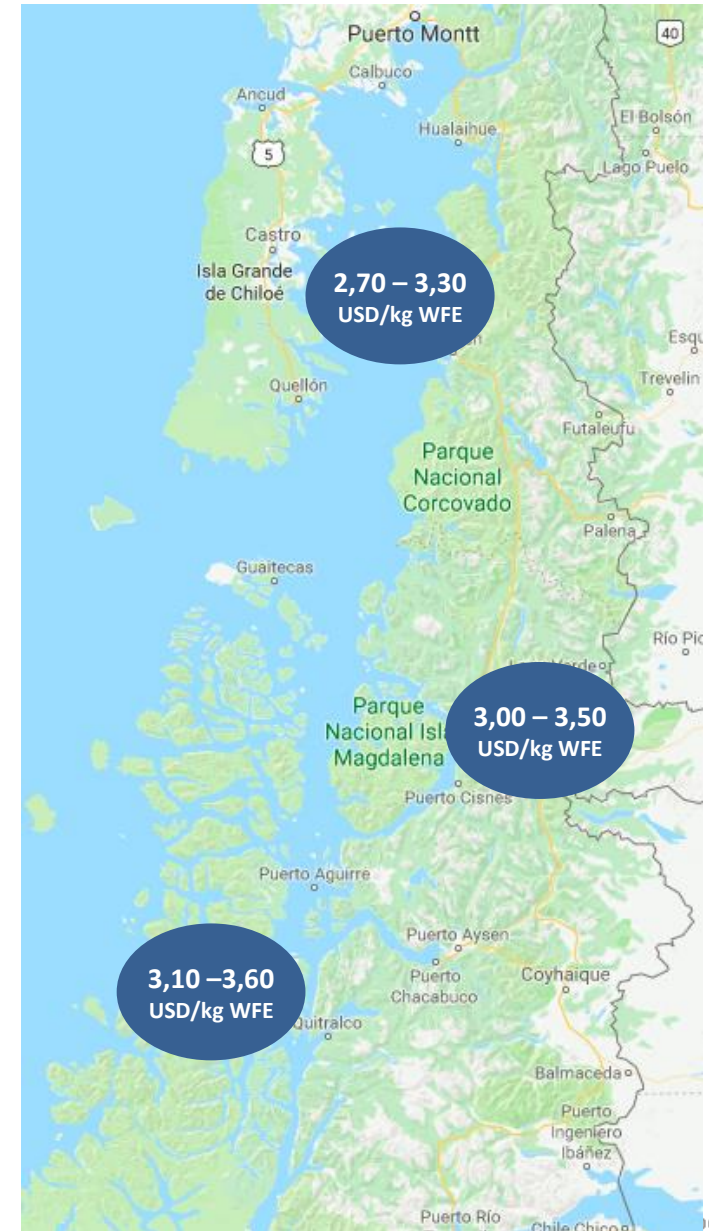 Puerto Montt
40
Calbuco
Ancud
Hualaihue
El Bolsón
5
Lago Puelo
Castro
Isla Grande
de Chiloé
2,70 – 3,30
USD/kg WFE
Quellón
Trevelin
Futaleufu
Parque
Nacional
Corcovado
Palena
Guaitecas
Río
Parque
Nacional
Magdalena
3,00 – 3,50
USD/kg WFE
Puerto Cisnes
Puerto Aguirre
3,10 –3,60
USD/kg WFE
Puerto Aysen
Puerto
Chacabuco
Coyhaique
Quitralco
Balmaceda
Puerto
Ingeniero
Ibáñez
Puerto Río
Chile Chico